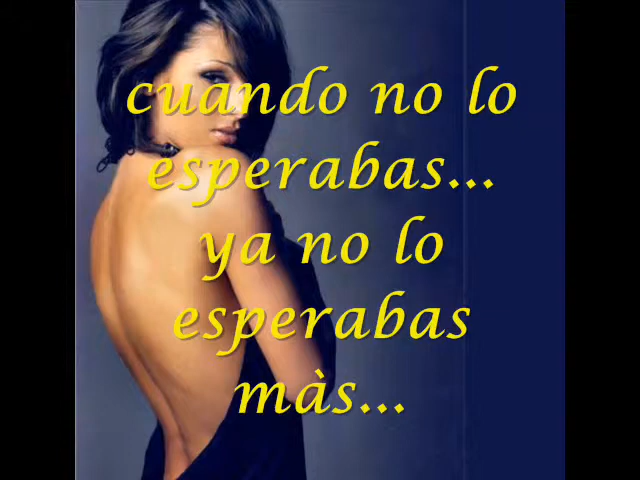 cuando no lo
esperabas...
ya no lo
esperabas
màs...